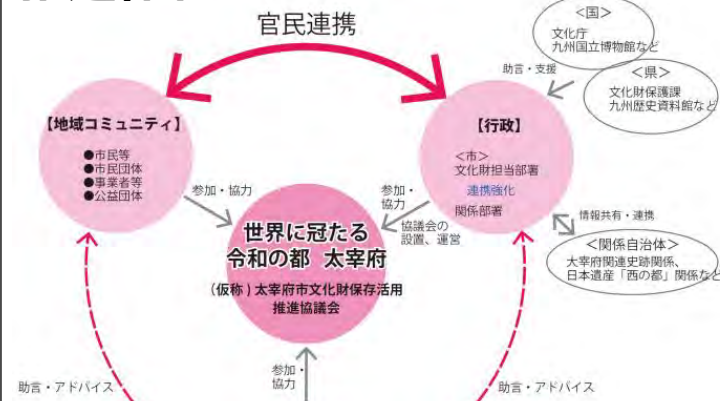 官民連携
<国>
文化庁
九州国立博物館など
助言・支援
<県>
文化財保護課
九州歴史資料館など
【地域コミュニティ】
●市民等
●市民団体
●事業者等
●公益団体
【行政】
<市>
文化財担当部署
連携強化
関係部署
参加・協力
参加・
協力
協議会の
設置、運営
情報共有・連携
<関係自治体>
大宰府関連史跡関係、
日本遺産「西の都」関係など
世界に冠たる
令和の都 太宰府
(仮称)太宰府市文化財保存活用
推進協議会
参加・
協力
助言・アドバイス
助言・アドバイス